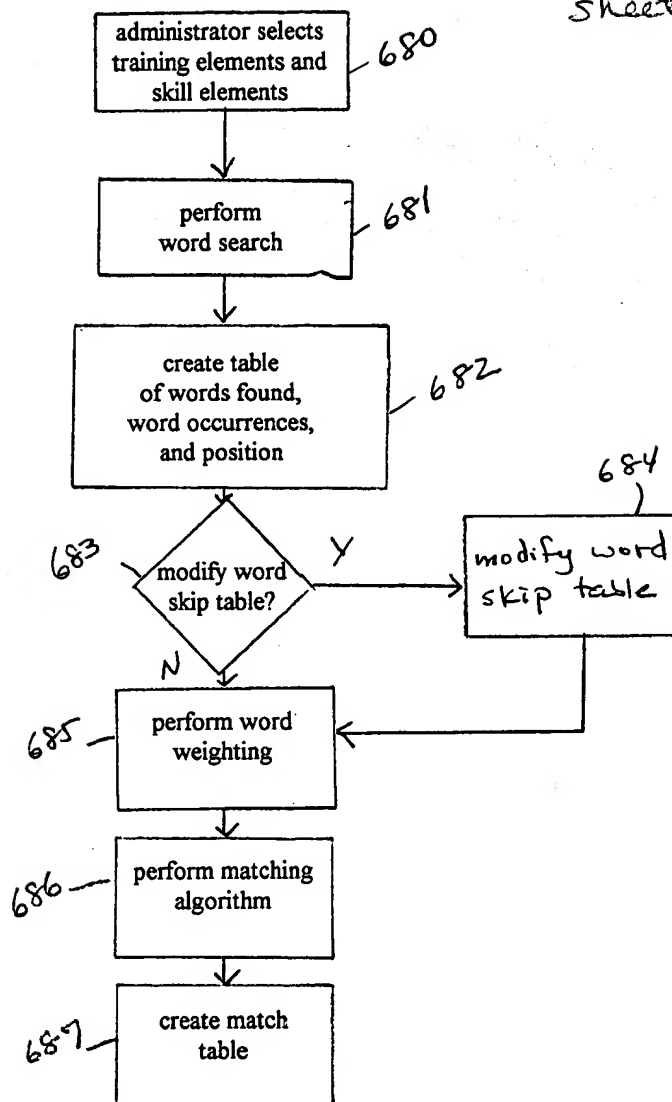 sheet
administrator selects
training elements and
skill elements
680
perform
word search
681
create table
of words found,
word occurrences,
and position
682
683
modify word
skip table?
Y
684
modify word
skip table
N
685
perform word
weighting
686
perform matching
algorithm
687
create match
table